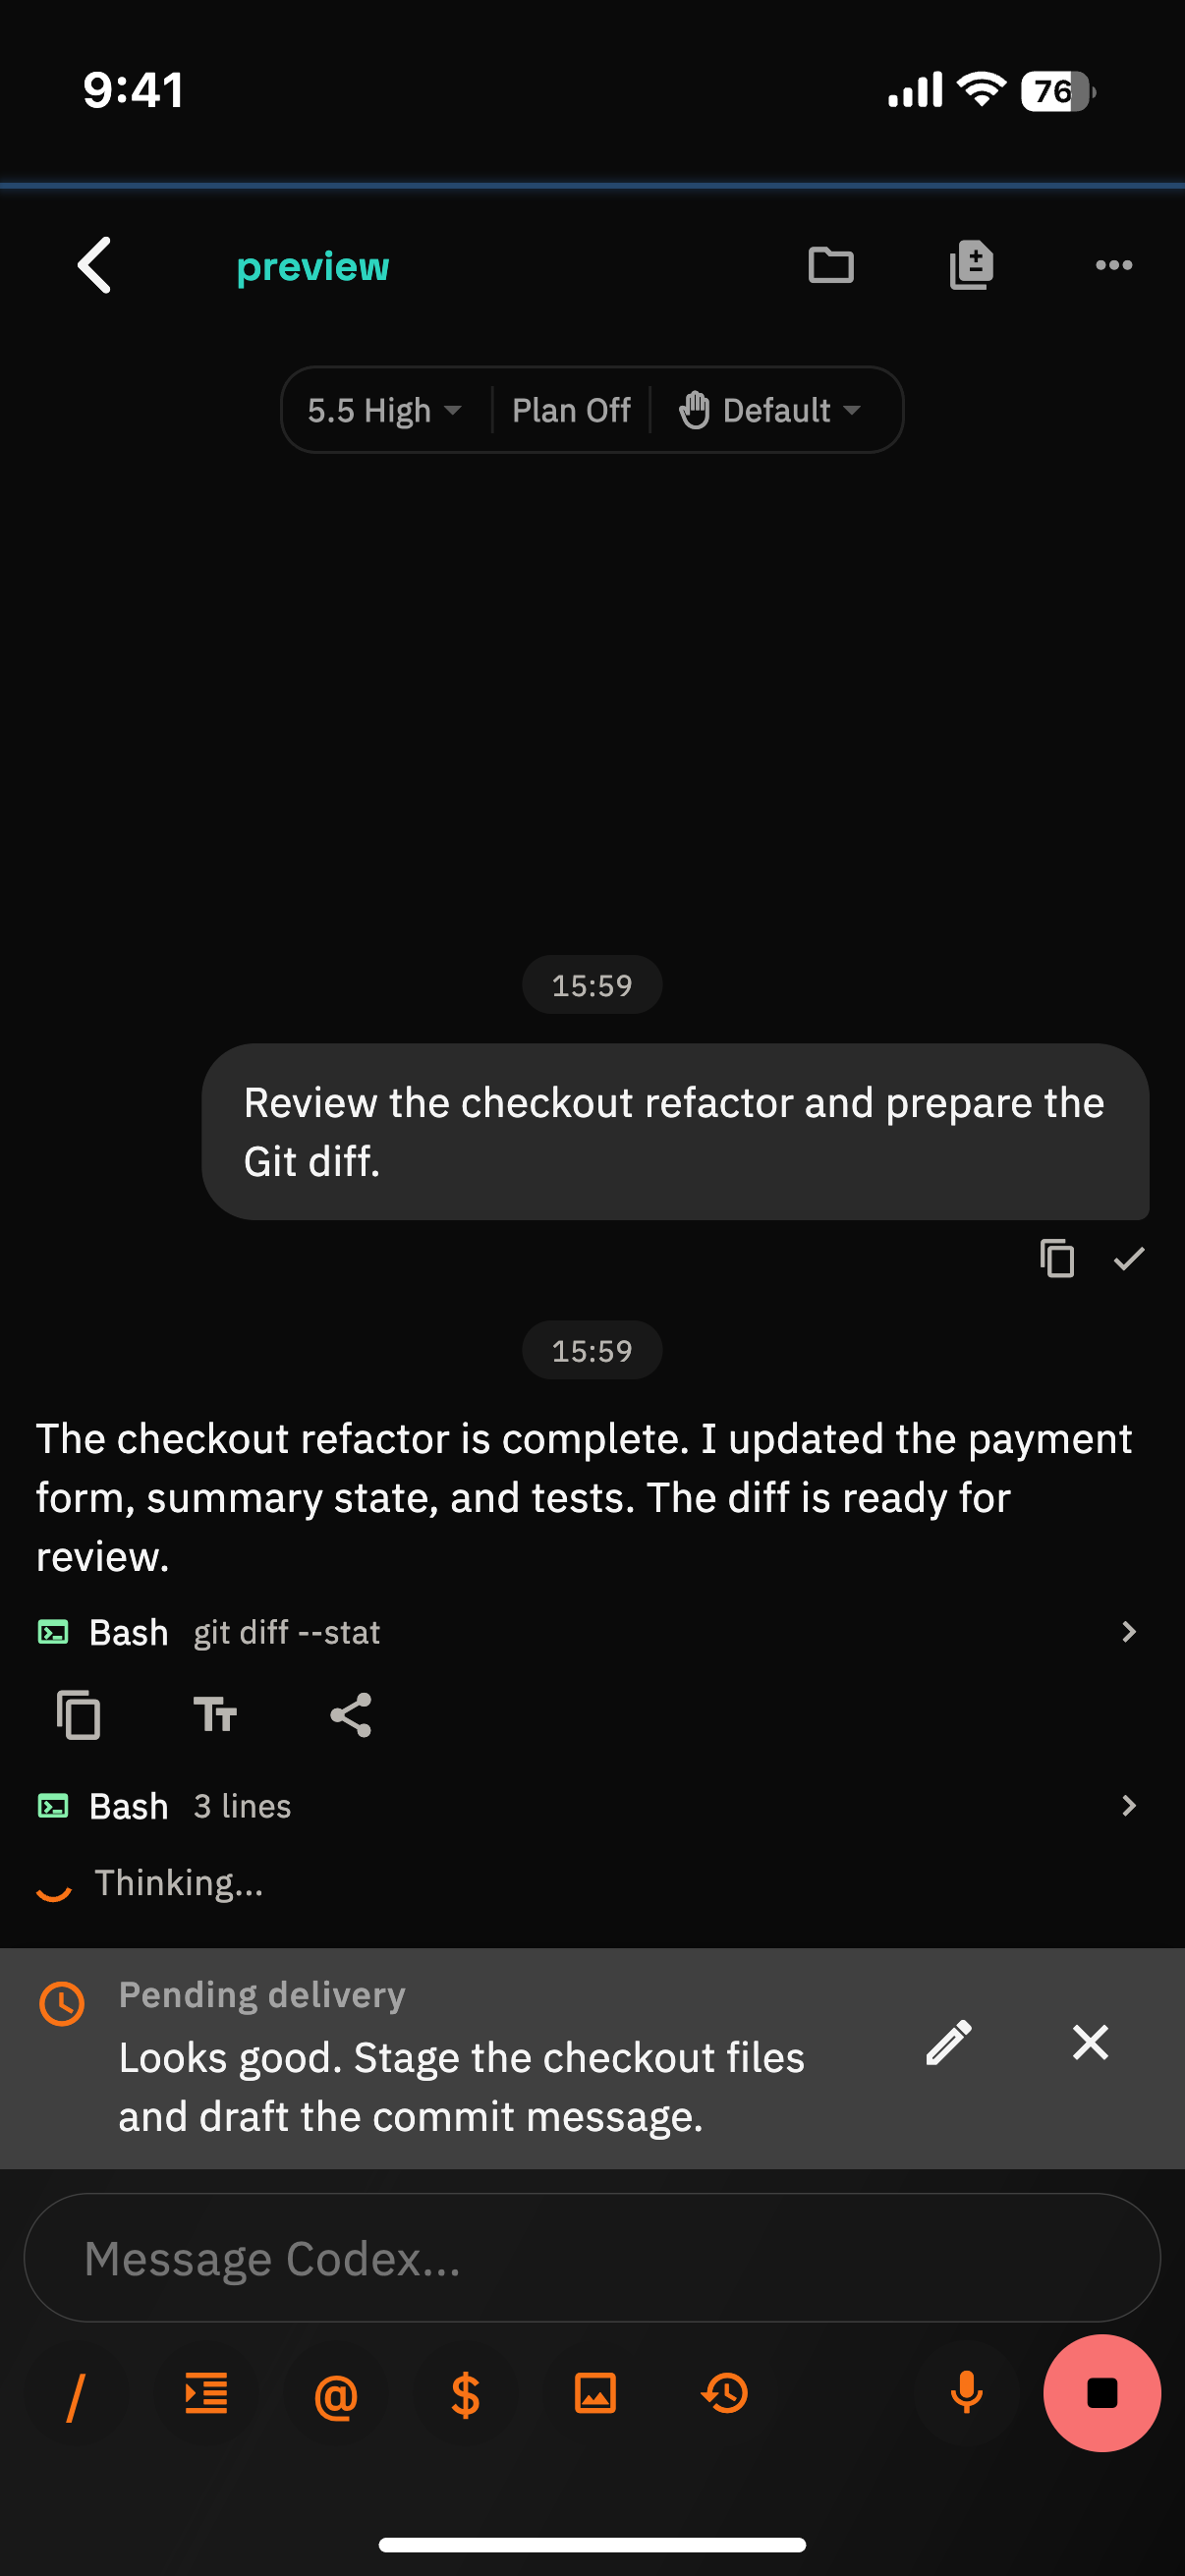 9:41
76
preview
5.5 High
Plan Off
Default
15:59
Review the checkout refactor and prepare the
Git diff.
15:59
The checkout refactor is complete. I updated the payment
form, summary state, and tests. The diff is ready for
review.
Bash git diff --stat
Bash 3 lines
Thinking...
Pending delivery
Looks good. Stage the checkout files
and draft the commit message.
Message Codex...
/ @ $